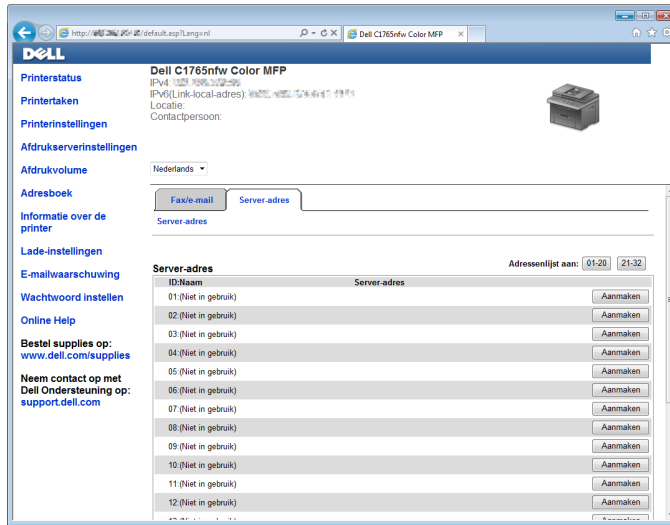 http:// /default.asp?Lang=nl
Dell C1765nfw Color MFP
DELL
Dell C1765nfw Color MFP
IPv4:
IPv6(Link-local-adres):
Locatie:
Contactpersoon:
Printerstatus
Printertaken
Printerinstellingen
Afdrukserverinstellingen
Afdrukvolume
Adresboek
Informatie over de
printer
Lade-instellingen
E-mailwaarschuwing
Wachtwoord instellen
Online Help
Bestel supplies op:
www.dell.com/supplies
Neem contact op met
Dell Ondersteuning op:
support.dell.com
Nederlands
Fax/e-mail Server-adres
Server-adres
Adressenlijst aan: 01-20 21-32
Server-adres
ID:Naam Server-adres
01:(Niet in gebruik) Aanmaken
02:(Niet in gebruik) Aanmaken
03:(Niet in gebruik) Aanmaken
04:(Niet in gebruik) Aanmaken
05:(Niet in gebruik) Aanmaken
06:(Niet in gebruik) Aanmaken
07:(Niet in gebruik) Aanmaken
08:(Niet in gebruik) Aanmaken
09:(Niet in gebruik) Aanmaken
10:(Niet in gebruik) Aanmaken
11:(Niet in gebruik) Aanmaken
12:(Niet in gebruik) Aanmaken